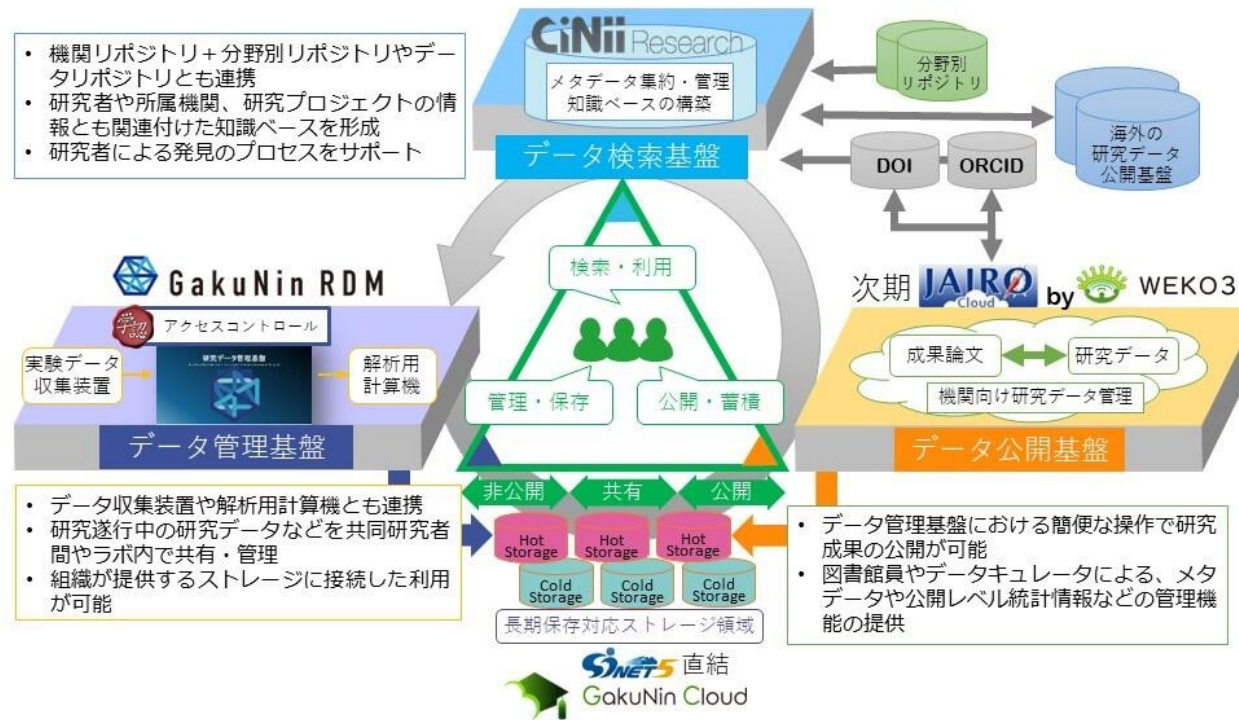 • 機関リポジトリ＋分野別リポジトリやデー
タリポジトリとも連携
• 研究者や所属機関、研究プロジェクトの情
報とも関連付けた知識ベースを形成
• 研究者による発見のプロセスをサポート
CiNii Research
メタデータ集約・管理
知識ベースの構築
データ検索基盤
分野別
リポジトリ
海外の
研究データ
公開基盤
DOI
ORCID
GakuNin RDM
学認
アクセスコントロール
実験データ
収集装置
研究データ管理基盤
解析用
計算機
データ管理基盤
検索・利用
管理・保存
公開・蓄積
次期 JAIRO Cloud by WEKO3
成果論文
研究データ
機関向け研究データ管理
データ公開基盤
• データ収集装置や解析用計算機とも連携
• 研究遂行中の研究データなどを共同研究者
間やラボ内で共有・管理
• 組織が提供するストレージに接続した利用
が可能
非公開
共有
公開
Hot Storage
Hot Storage
Hot Storage
Cold Storage
Cold Storage
Cold Storage
長期保存対応ストレージ領域
SINET5 直結
GakuNin Cloud
• データ管理基盤における簡便な操作で研究
成果の公開が可能
• 図書館員やデータキュレータによる、メタ
データや公開レベル統計情報などの管理機
能の提供